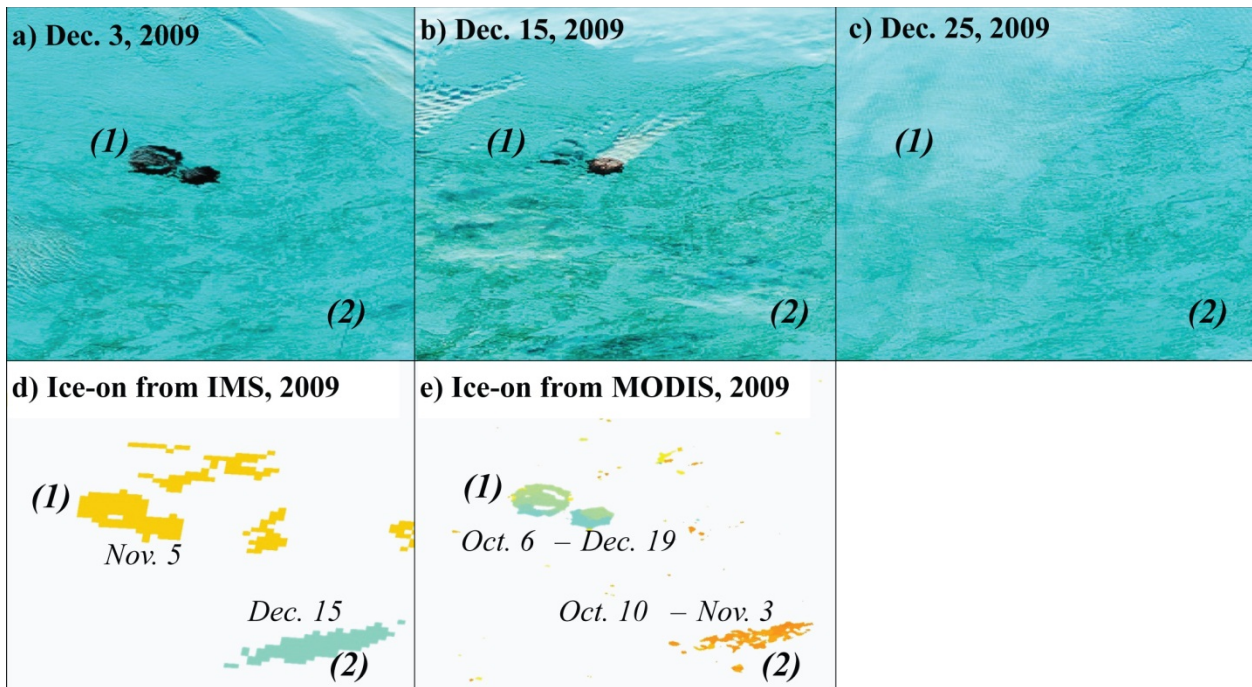 a) Dec. 3, 2009
b) Dec. 15, 2009
c) Dec. 25, 2009
(1)
(1)
(1)
(2)
(2)
(2)
d) Ice-on from IMS, 2009
e) Ice-on from MODIS, 2009
(1)
(1)
Nov. 5
Oct. 6 – Dec. 19
Dec. 15
Oct. 10 – Nov. 3
(2)
(2)